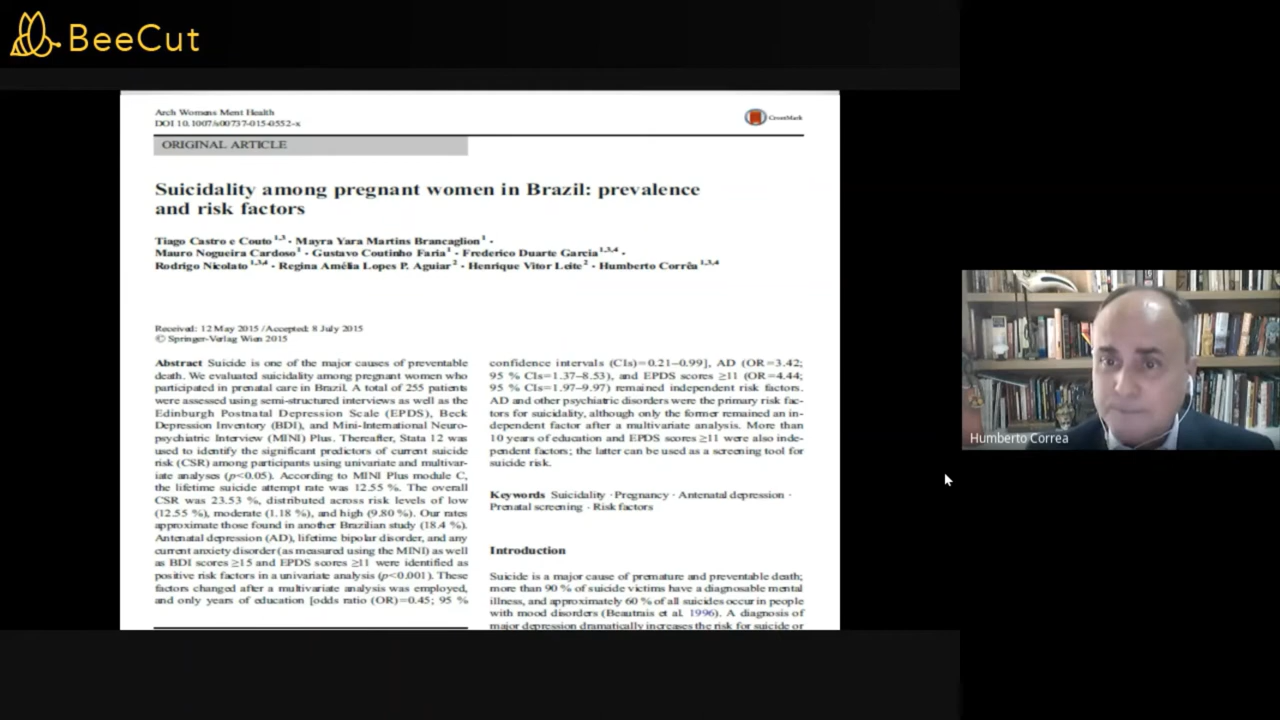 BeeCut
Arch Womens Ment Health
DOI 10.1007/s00737-015-0552-x
CrossMark
ORIGINAL ARTICLE
Suicidality among pregnant women in Brazil: prevalence
and risk factors
Tiago Castro e Couto 1,3 · Mayra Yara Martins Brancaglion 1 ·
Mauro Nogueira Cardoso 1 · Gustavo Coutinho Faria 1 · Frederico Duarte Garcia 1,3,4 ·
Rodrigo Nicolato 1,3,4 · Regina Amélia Lopes P. Aguiar 2 · Henrique Vitor Leite 2 · Humberto Corrêa 1,3,4
Received: 12 May 2015 / Accepted: 8 July 2015
© Springer-Verlag Wien 2015
Abstract Suicide is one of the major causes of preventable
death. We evaluated suicidality among pregnant women who
participated in prenatal care in Brazil. A total of 255 patients
were assessed using semi-structured interviews as well as the
Edinburgh Postnatal Depression Scale (EPDS), Beck
Depression Inventory (BDI), and Mini-International Neuro-
psychiatric Interview (MINI) Plus. Thereafter, Stata 12 was
used to identify the significant predictors of current suicide
risk (CSR) among participants using univariate and multivar-
iate analyses (p<0.05). According to MINI Plus module C,
the lifetime suicide attempt rate was 12.55 %. The overall
CSR was 23.53 %, distributed across risk levels of low
(12.55 %), moderate (1.18 %), and high (9.80 %). Our rates
approximate those found in another Brazilian study (18.4 %).
Antenatal depression (AD), lifetime bipolar disorder, and any
current anxiety disorder (as measured using the MINI) as well
as BDI scores ≥15 and EPDS scores ≥11 were identified as
positive risk factors in a univariate analysis (p<0.001). These
factors changed after a multivariate analysis was employed,
and only years of education [odds ratio (OR)=0.45; 95 %
confidence intervals (CIs)=0.21–0.99], AD (OR=3.42;
95 % CIs=1.37–8.53), and EPDS scores ≥11 (OR=4.44;
95 % CIs=1.97–9.97) remained independent risk factors.
AD and other psychiatric disorders were the primary risk fac-
tors for suicidality, although only the former remained an in-
dependent factor after a multivariate analysis. More than
10 years of education and EPDS scores ≥11 were also inde-
pendent factors; the latter can be used as a screening tool for
suicide risk.
Keywords Suicidality · Pregnancy · Antenatal depression ·
Prenatal screening · Risk factors
Introduction
Suicide is a major cause of premature and preventable death;
more than 90 % of suicide victims have a diagnosable mental
illness, and approximately 60 % of all suicides occur in people
with mood disorders (Beautrais et al. 1996). A diagnosis of
major depression dramatically increases the risk for suicide or
Humberto Correa